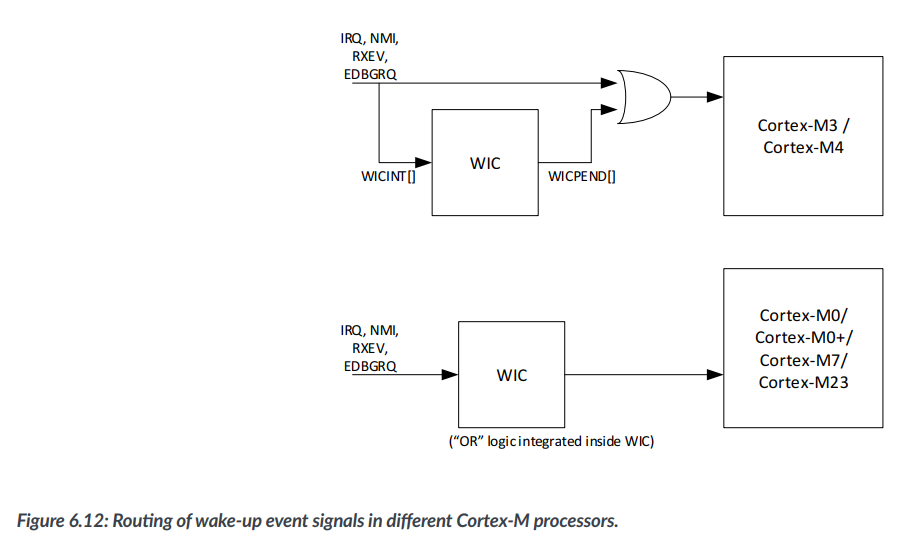 IRQ, NMI,
RXEV,
EDBGRQ
WICINT[]
WIC
WICPEND[]
Cortex-M3 /
Cortex-M4
IRQ, NMI,
RXEV,
EDBGRQ
WIC
("OR" logic integrated inside WIC)
Cortex-M0/
Cortex-M0+/
Cortex-M7/
Cortex-M23
Figure 6.12: Routing of wake-up event signals in different Cortex-M processors.